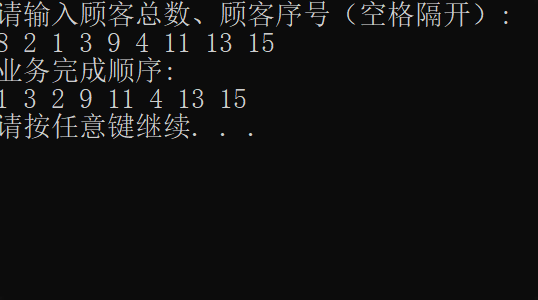 请输入顾客总数、顾客序号（空格隔开）:
8 2 1 3 9 4 11 13 15
业务完成顺序:
1 3 2 9 11 4 13 15
请按任意键继续. . .